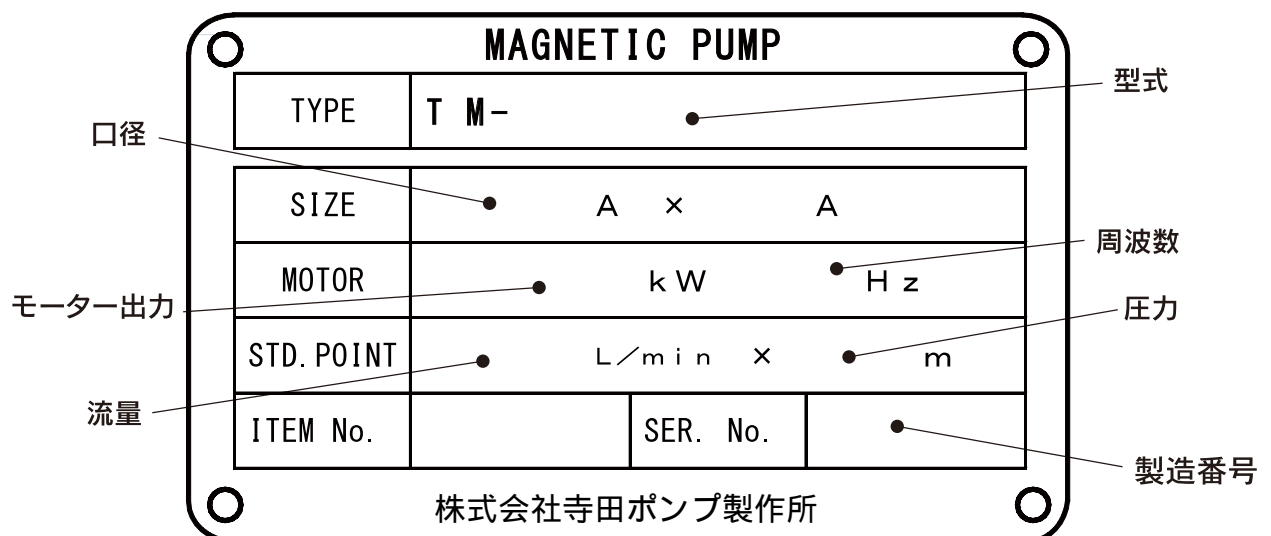 MAGNETIC PUMP
型式
TYPE T M-
口径
SIZE A × A
周波数
MOTOR kW Hz
モーター出力
圧力
STD.POINT L/min × m
流量
ITEM No. SER. No.
製造番号
株式会社寺田ポンプ製作所